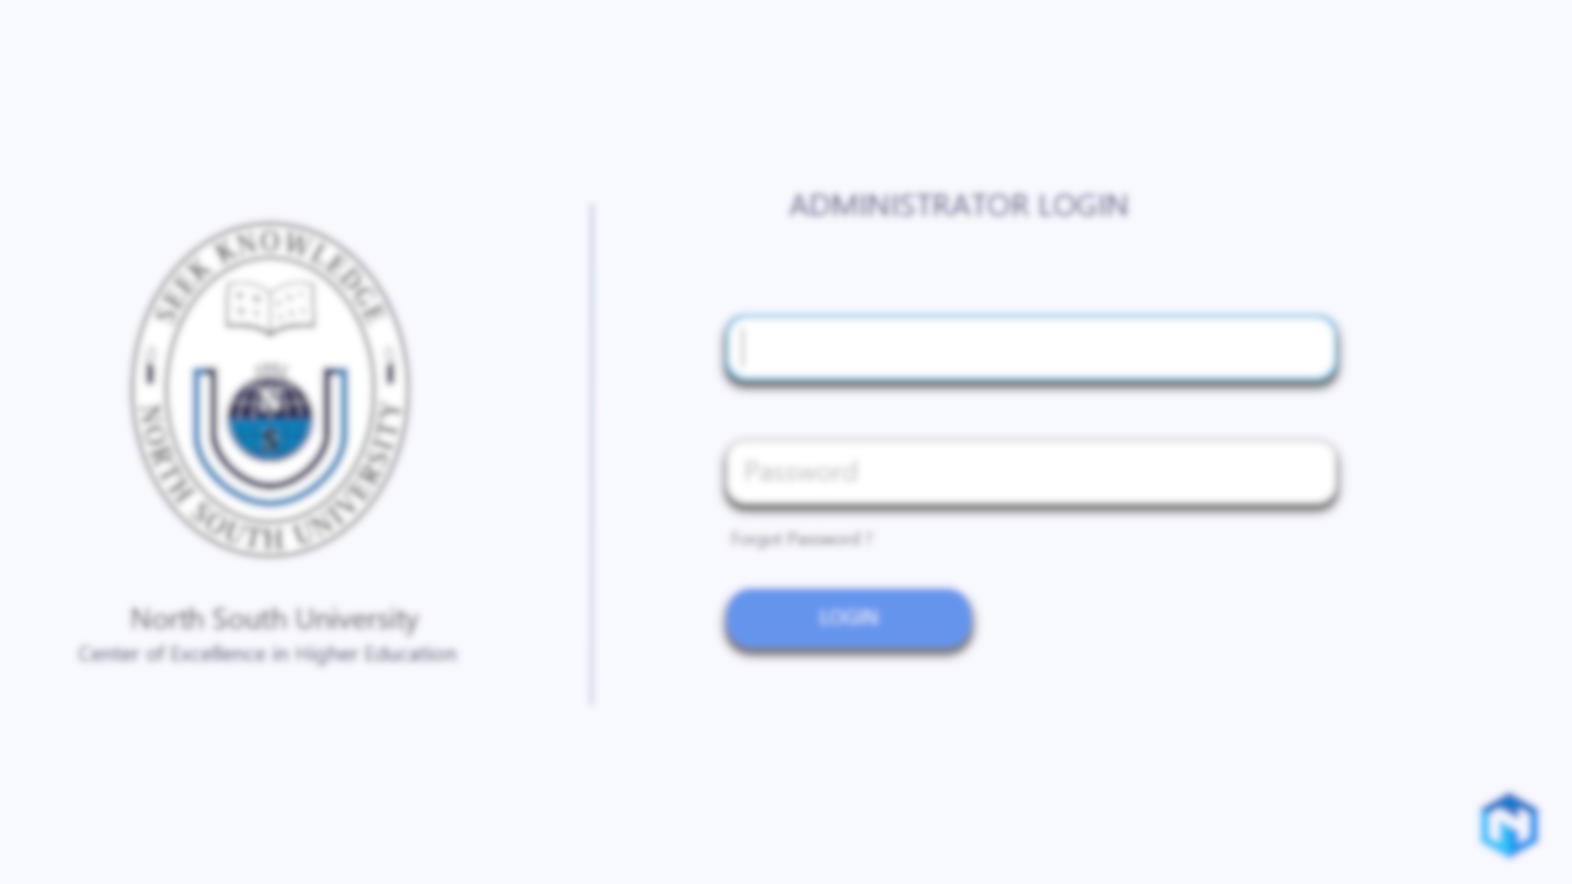 SEEK KNOWLEDGE
N
S
NORTH SOUTH UNIVERSITY
North South University
Center of Excellence in Higher Education
ADMINISTRATOR LOGIN
Password
Forgot Password ?
LOGIN
N